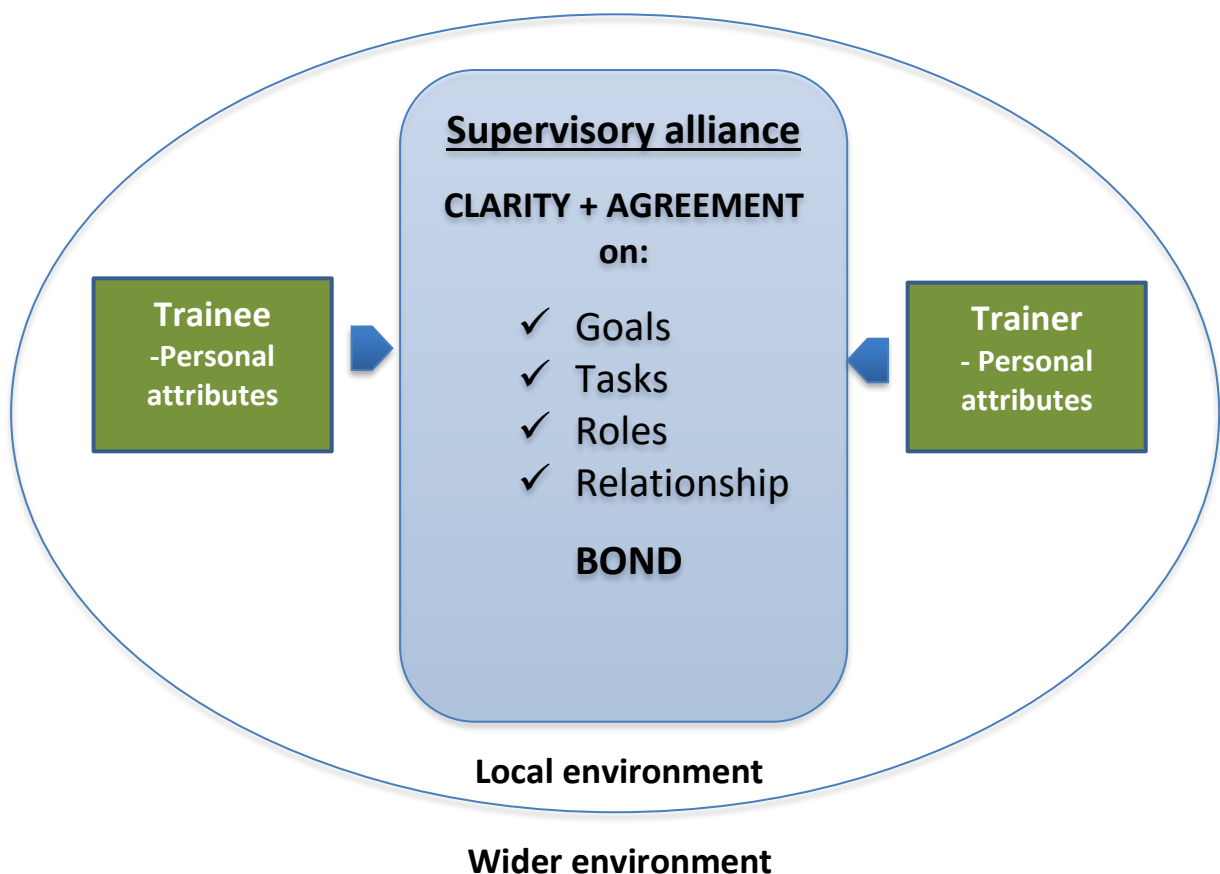 Supervisory alliance
CLARITY + AGREEMENT
on:
✓ Goals
✓ Tasks
✓ Roles
✓ Relationship
BOND
Trainee
-Personal
attributes
Trainer
- Personal
attributes
Local environment
Wider environment